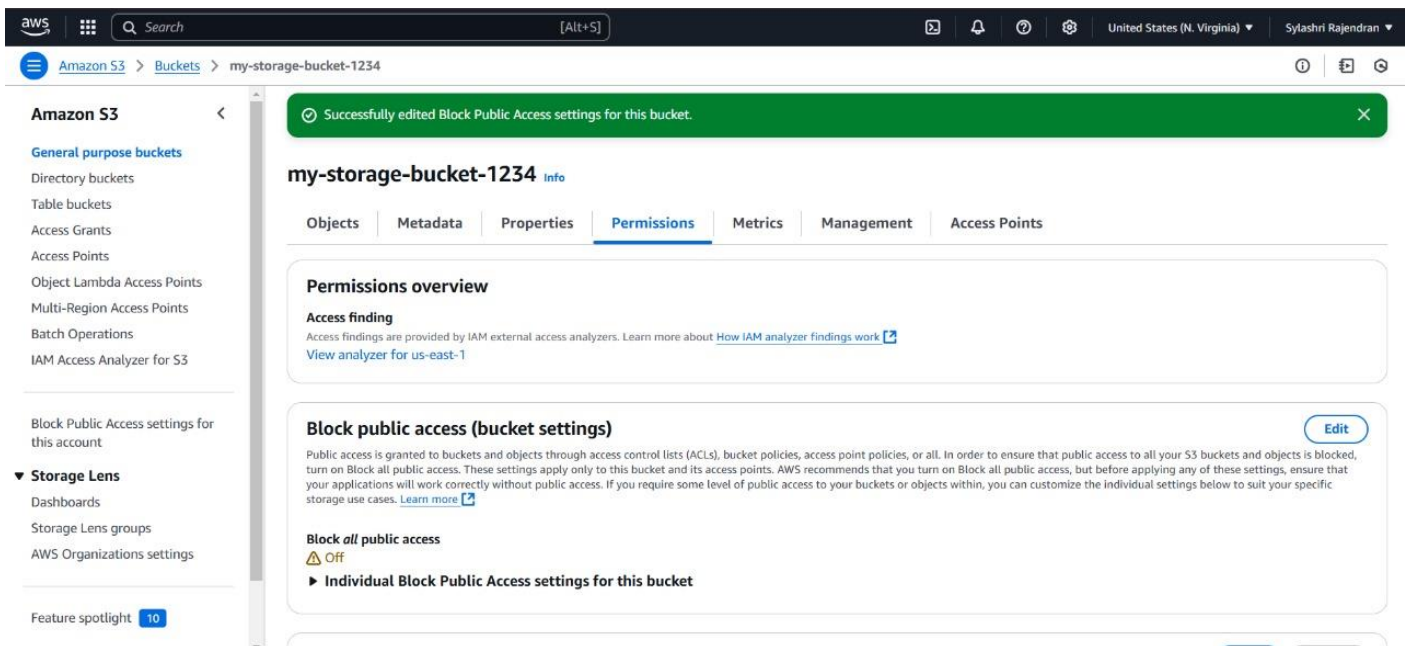 aws
Search
[Alt+S]
United States (N. Virginia)
Sylashri Rajendran
Amazon S3 > Buckets > my-storage-bucket-1234
Amazon S3
General purpose buckets
Directory buckets
Table buckets
Access Grants
Access Points
Object Lambda Access Points
Multi-Region Access Points
Batch Operations
IAM Access Analyzer for S3
Block Public Access settings for
this account
Storage Lens
Dashboards
Storage Lens groups
AWS Organizations settings
Feature spotlight 10
Successfully edited Block Public Access settings for this bucket.
my-storage-bucket-1234 Info
Objects Metadata Properties Permissions Metrics Management Access Points
Permissions overview
Access finding
Access findings are provided by IAM external access analyzers. Learn more about How IAM analyzer findings work
View analyzer for us-east-1
Block public access (bucket settings)
Edit
Public access is granted to buckets and objects through access control lists (ACLs), bucket policies, access point policies, or all. In order to ensure that public access to all your S3 buckets and objects is blocked,
turn on Block all public access. These settings apply only to this bucket and its access points. AWS recommends that you turn on Block all public access, but before applying any of these settings, ensure that
your applications will work correctly without public access. If you require some level of public access to your buckets or objects within, you can customize the individual settings below to suit your specific
storage use cases. Learn more
Block all public access
Off
Individual Block Public Access settings for this bucket